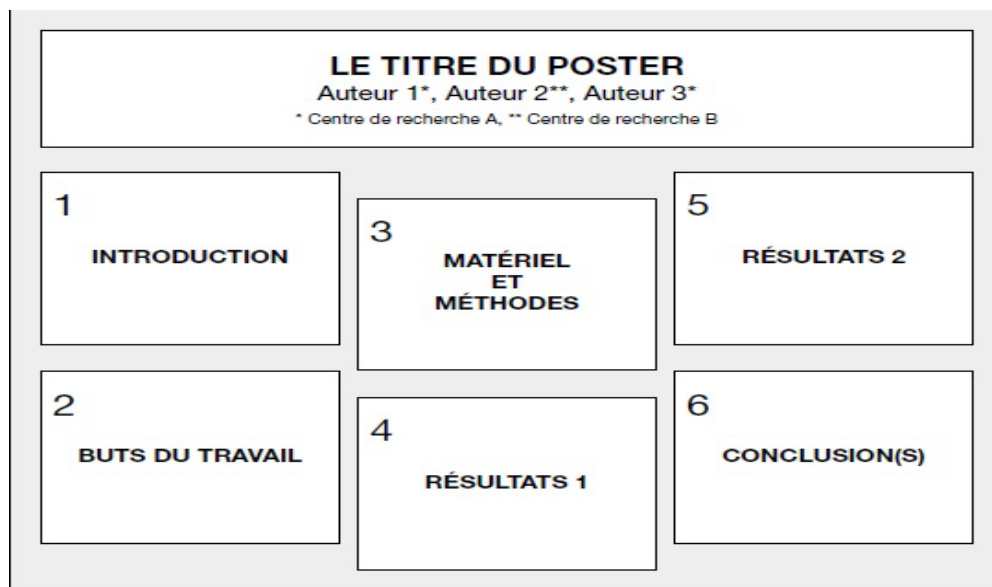 LE TITRE DU POSTER
Auteur 1*, Auteur 2**, Auteur 3*
* Centre de recherche A, ** Centre de recherche B
1
INTRODUCTION
2
BUTS DU TRAVAIL
3
MATÉRIEL
ET
MÉTHODES
4
RÉSULTATS 1
5
RÉSULTATS 2
6
CONCLUSION(S)